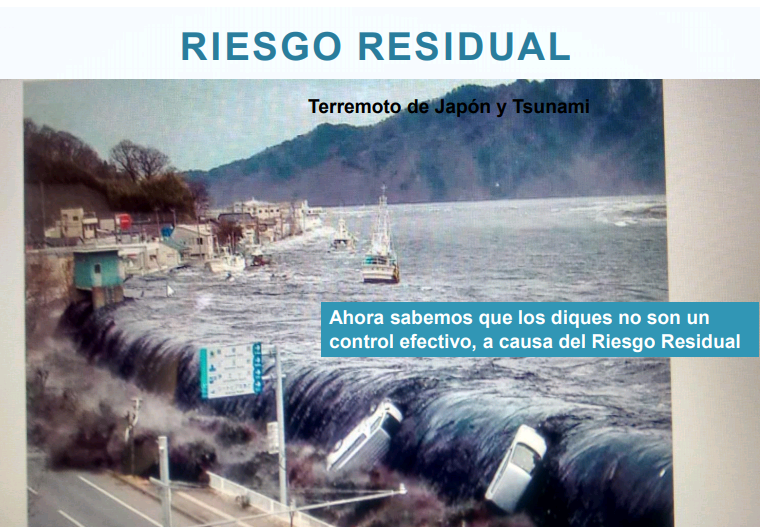 RIESGO RESIDUAL
Terremoto de Japón y Tsunami
Ahora sabemos que los diques no son un
control efectivo, a causa del Riesgo Residual